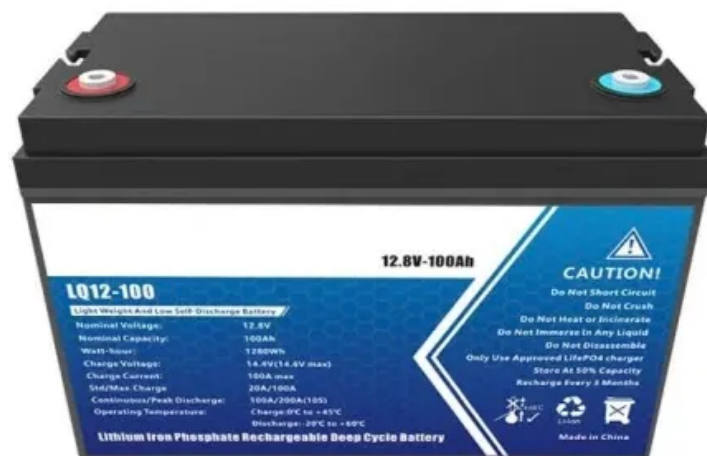 12.8V-100Ah
LQ12-100
Light Weight And Low Self-Discharge Battery
Nominal Voltage: 12.8V
Nominal Capacity: 100Ah
Watt-hour: 1280Wh
Charge Voltage: 14.4V(14.6V max)
Charge Current: 100A max
Std/Max.Charge 20A/100A
Continuous/Peak Discharge: 100A/200A(10S)
Operating Temperature: Charge:0℃ to +45℃
Discharge:-20℃ to +60℃
Lithium Iron Phosphate Rechargeable Deep Cycle Battery
CAUTION!
Do Not Short Circuit
Do Not Crush
Do Not Heat or Incinerate
Do Not Immerse In Any Liquid
Do Not Disassemble
Only Use Approved LifePO4 charger
Store At 50% Capacity
Recharge Every 3 Months
Li-ion
Made in China